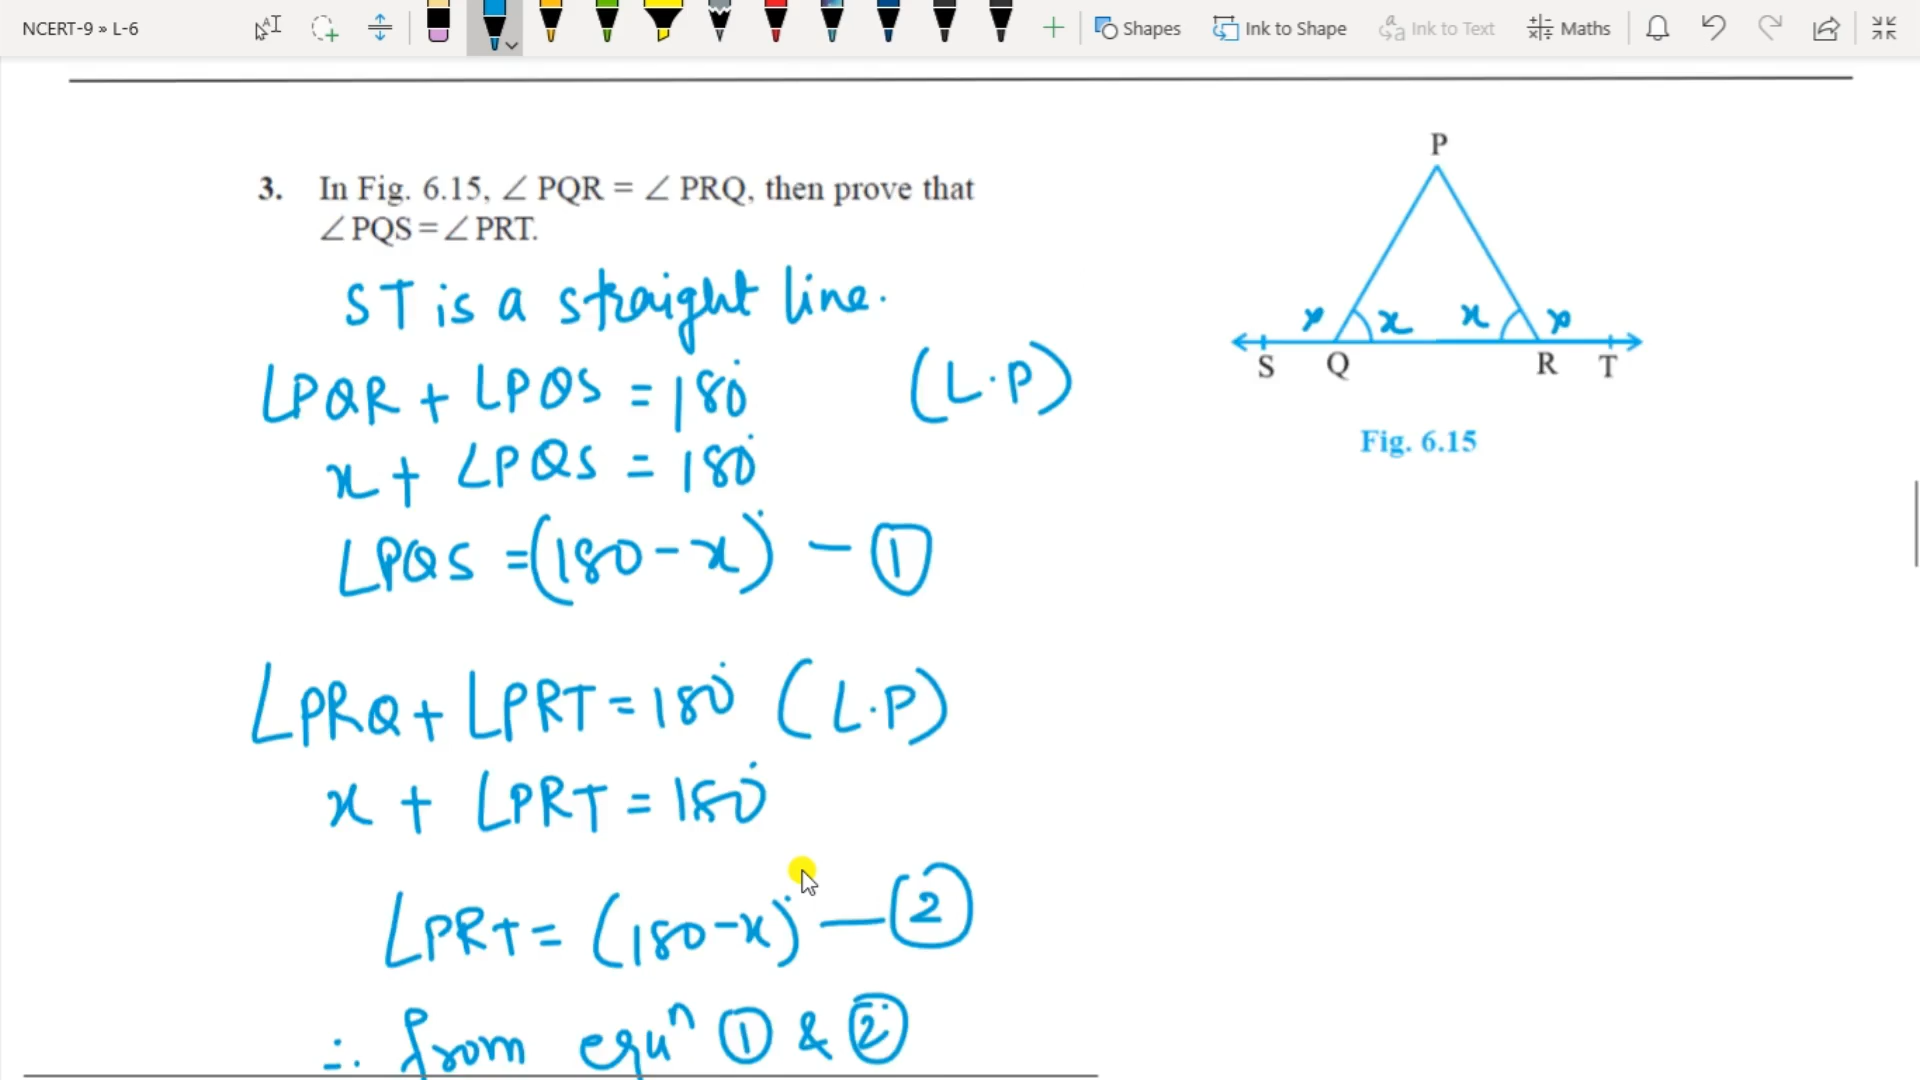 NCERT-9 » L-6
Shapes
Ink to Shape
Ink to Text
Maths
3. In Fig. 6.15, ∠ PQR = ∠ PRQ, then prove that
∠ PQS = ∠ PRT.
ST is a straight line.
∠PQR + ∠PQS = 180° (L.P)
x + ∠PQS = 180°
∠PQS = (180 - x)° - ①
∠PRQ + ∠PRT = 180° (L.P)
x + ∠PRT = 180°
∠PRT = (180-x)° — ②
∴ from equⁿ ① & ②
P
x x
S Q R T
Fig. 6.15